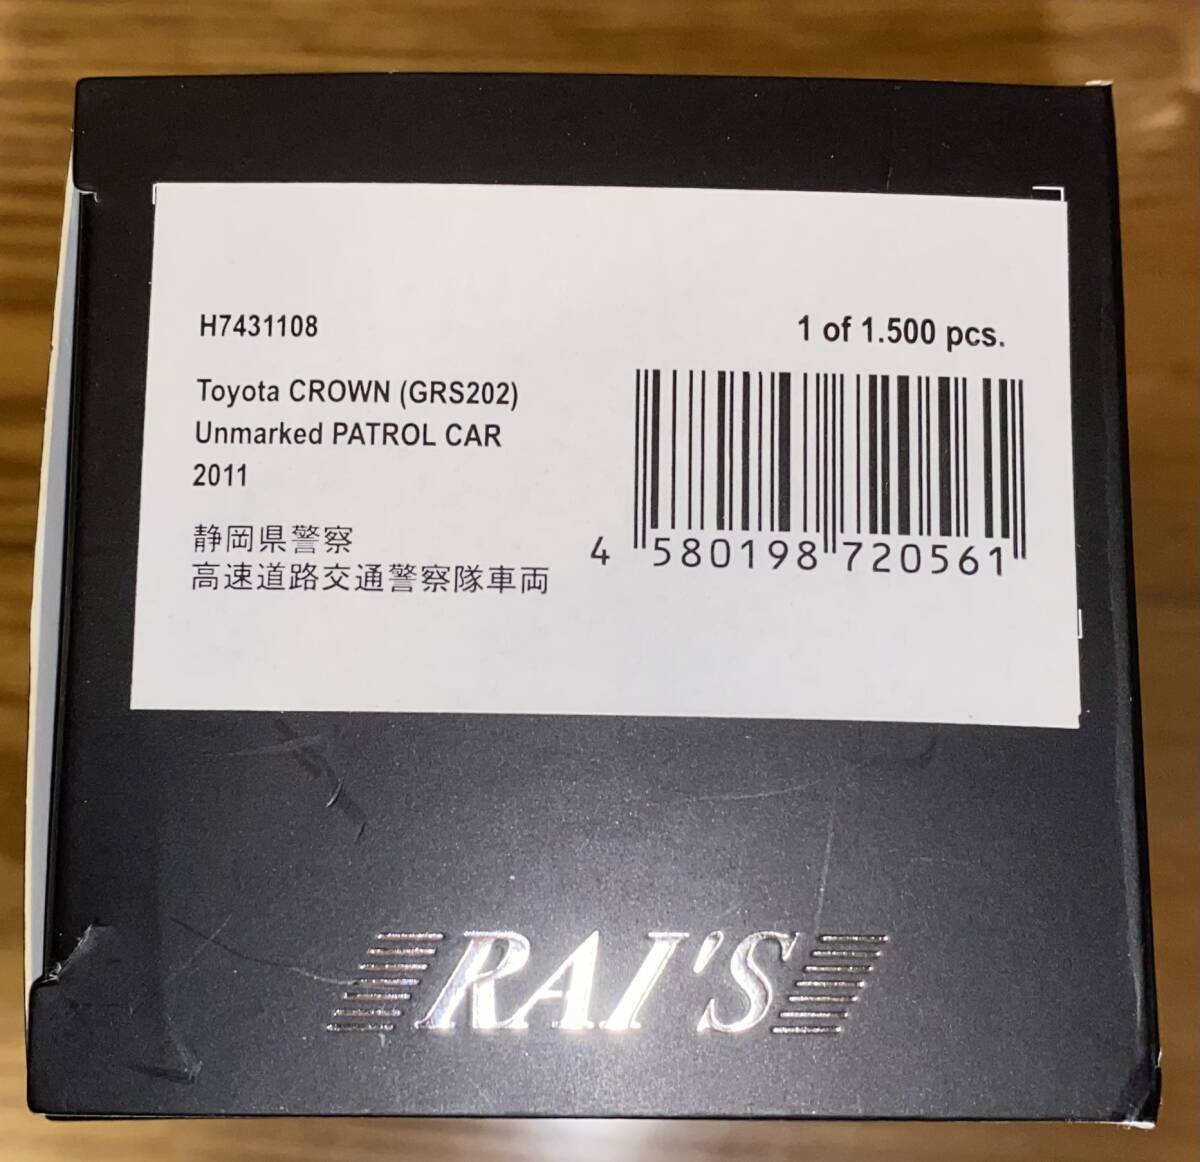 H7431108
1 of 1.500 pcs.
Toyota CROWN (GRS202)
Unmarked PATROL CAR
2011
静岡県警察
高速道路交通警察隊車両
4 580198 720561
RAI'S